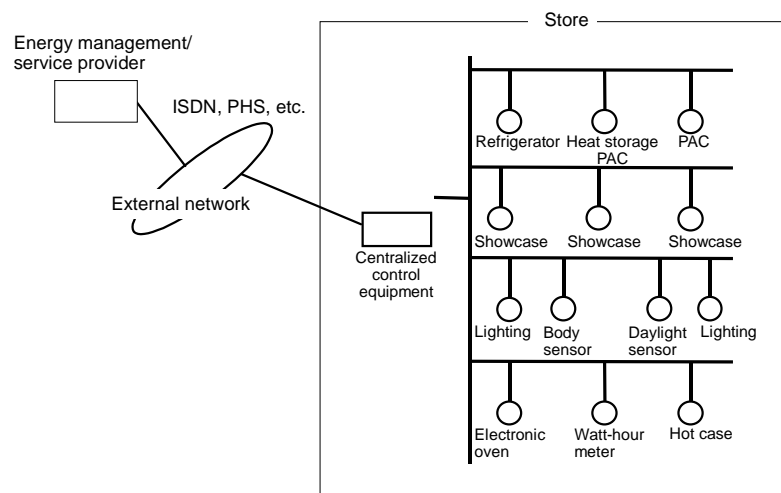 Store
Energy management/
service provider
ISDN, PHS, etc.
External network
Centralized
control
equipment
Refrigerator
Heat storage
PAC
PAC
Showcase
Showcase
Showcase
Lighting
Body
sensor
Daylight
sensor
Lighting
Electronic
oven
Watt-hour
meter
Hot case